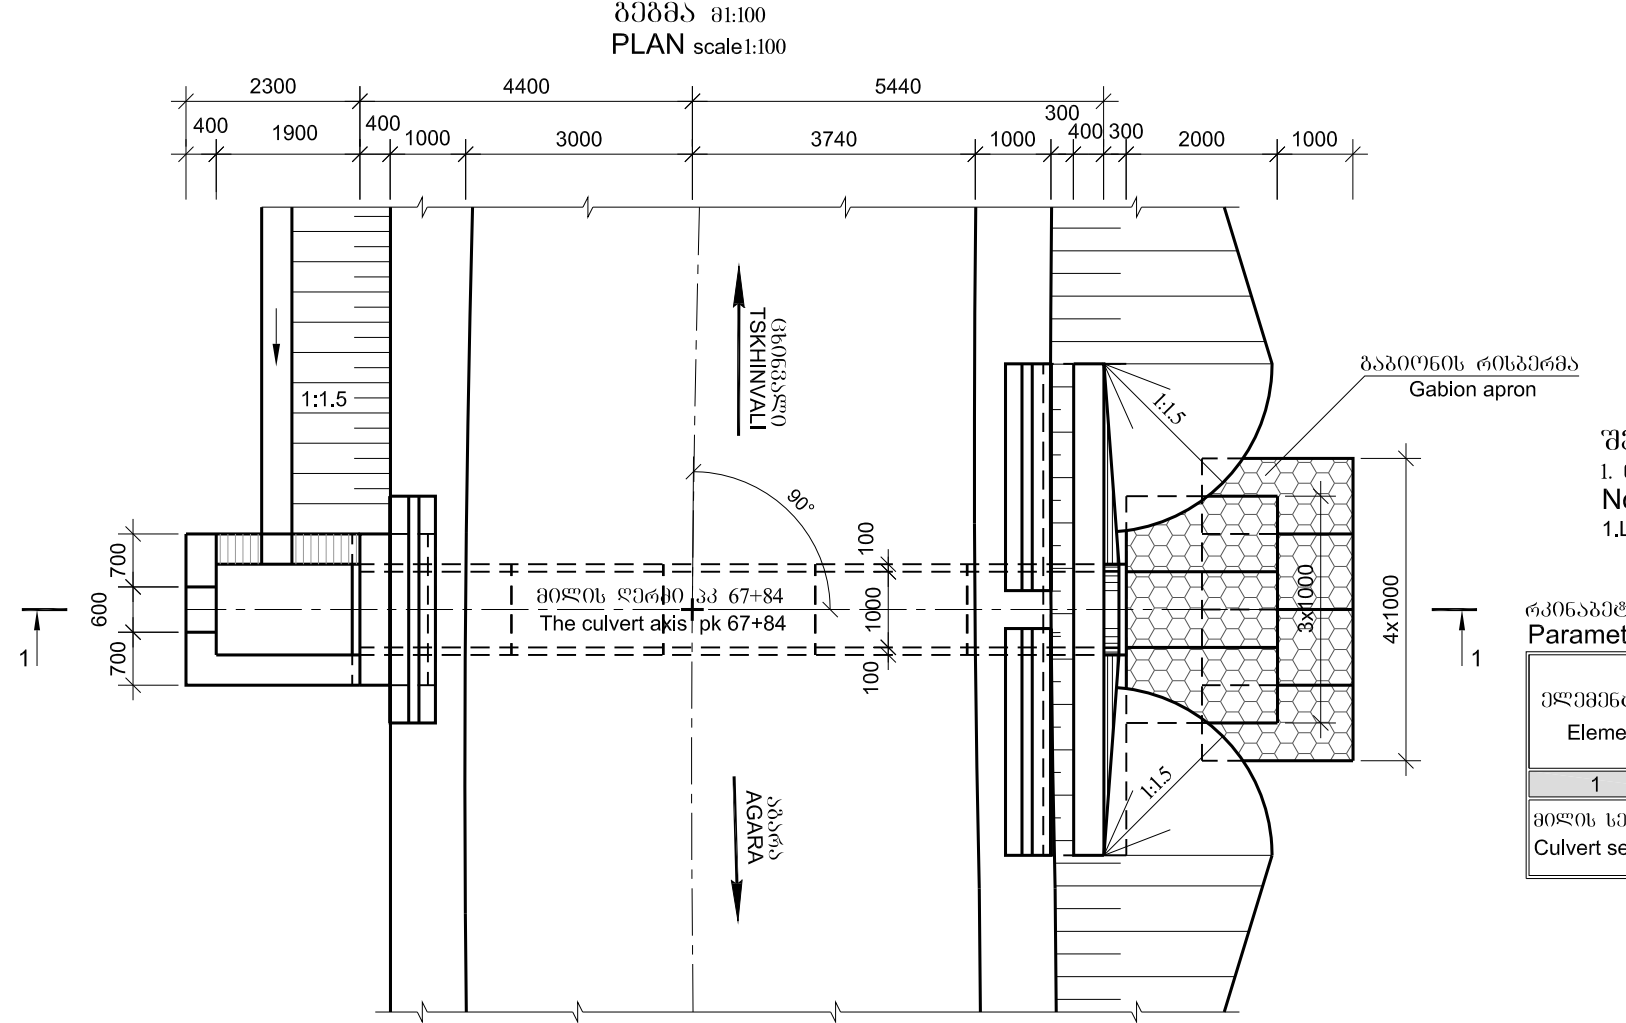 გეგმა მ1:100
PLAN scale1:100
2300
4400
5440
400
1900
400
1000
3000
3740
1000
300
400
300
2000
1000
1:1.5
ცხინვალი
TSKHINVALI
1:1.5
გაბიონის რისბერმა
Gabion apron
90°
700
600
700
100
1000
100
მილის ღერძი პკ 67+84
The culvert axis pk 67+84
3x1000
4x1000
1
1
1:1.5
აგარა
AGARA
1.
1.L
Paramet
Eleme
1
მილის სე
Culvert se